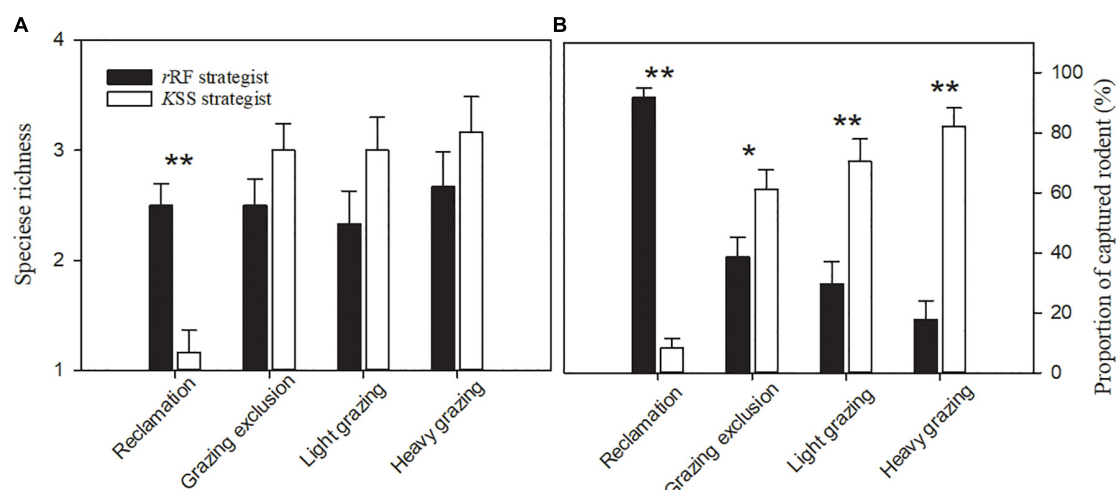 A
B
4
3
2
1
Speciese richness
rRF strategist
KSS strategist
**
Reclamation
Grazing exclusion
Light grazing
Heavy grazing
**
*
**
**
100
80
60
40
20
0
Proportion of captured rodent (%)
Reclamation
Grazing exclusion
Light grazing
Heavy grazing